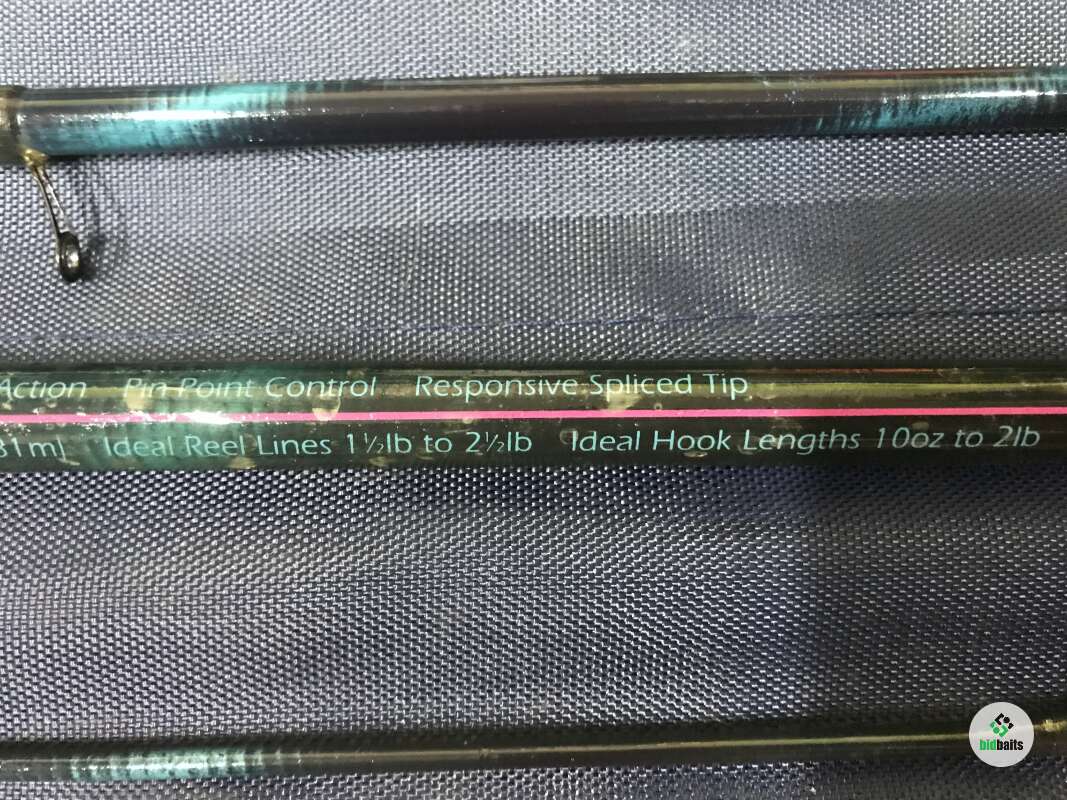 Action Pin Point Control Responsive Spliced Tip
81m) Ideal Reel Lines 1½lb to 2½lb Ideal Hook Lengths 10oz to 2lb
bidbaits